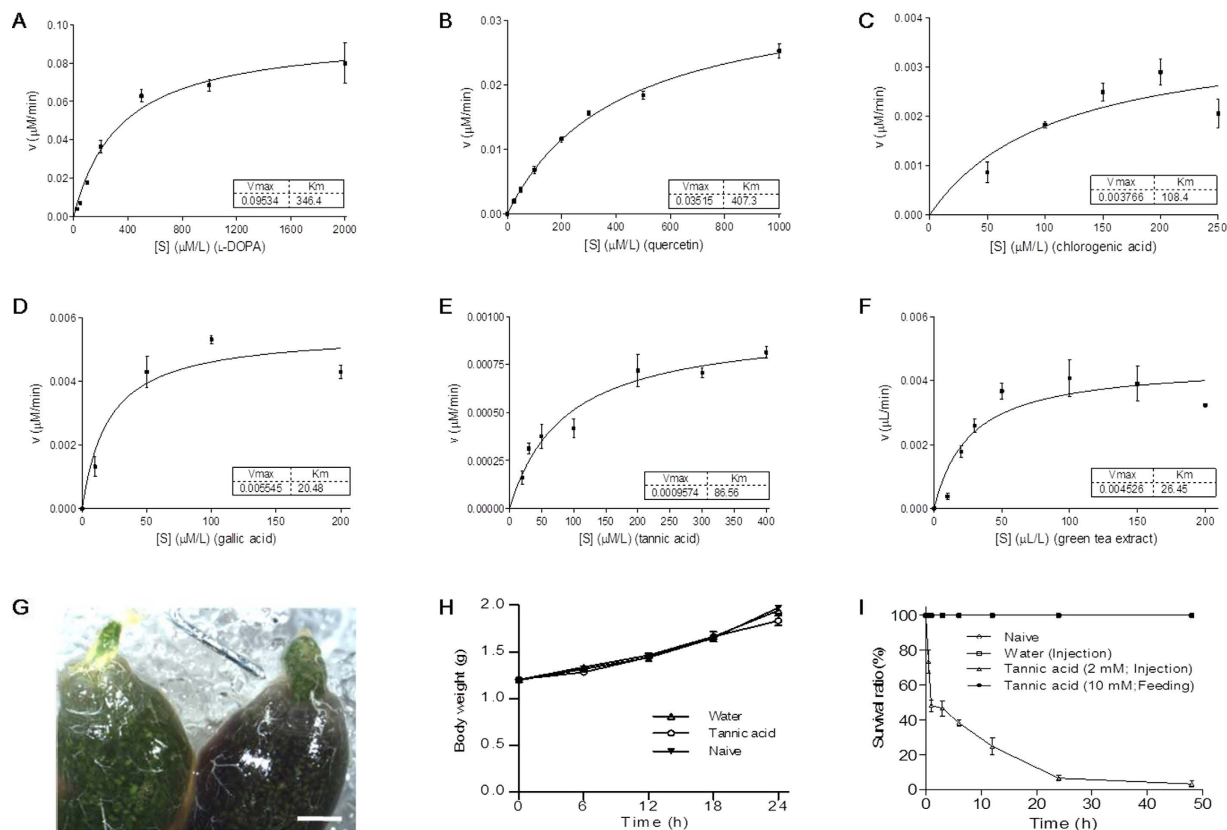 A
v (μM/min)
0.10
0.08
0.06
0.04
0.02
0.00
0 400 800 1200 1600 2000
[S] (μM/L) (L-DOPA)
Vmax Km
0.09534 346.4
B
v (μM/min)
0.03
0.02
0.01
0.00
0 200 400 600 800 1000
[S] (μM/L) (quercetin)
Vmax Km
0.03515 407.3
C
v (μM/min)
0.004
0.003
0.002
0.001
0.000
0 50 100 150 200 250
[S] (μM/L) (chlorogenic acid)
Vmax Km
0.003766 108.4
D
v (μM/min)
0.006
0.004
0.002
0.000
0 50 100 150 200
[S] (μM/L) (gallic acid)
Vmax Km
0.005545 20.48
E
v (μM/min)
0.00100
0.00075
0.00050
0.00025
0.00000
0 50 100 150 200 250 300 350 400
[S] (μM/L) (tannic acid)
Vmax Km
0.0009574 86.56
F
v (μL/min)
0.006
0.004
0.002
0.000
0 50 100 150 200
[S] (μL/L) (green tea extract)
Vmax Km
0.004526 26.45
G
H
Body weight (g)
2.0
1.8
1.3
1.0
0 6 12 18 24
Time (h)
Water
Tannic acid
Naive
I
Survival ratio (%)
100
80
60
40
20
0
0 10 20 30 40 50
Time (h)
Naive
Water (Injection)
Tannic acid (2 mM; Injection)
Tannic acid (10 mM;Feeding)